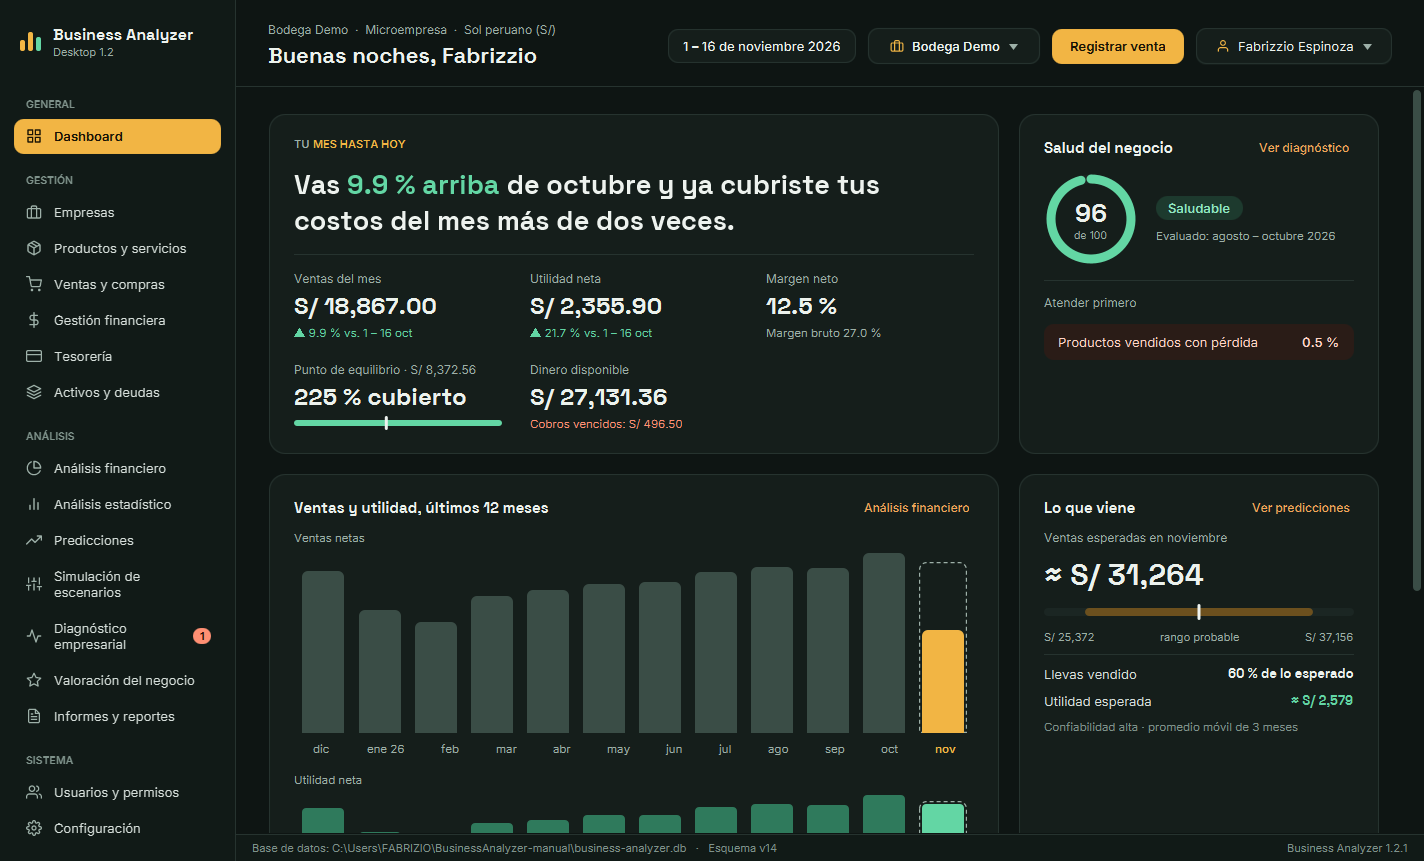 Business Analyzer
Desktop 1.2
GENERAL
Dashboard
GESTIÓN
Empresas
Productos y servicios
Ventas y compras
Gestión financiera
Tesorería
Activos y deudas
ANÁLISIS
Análisis financiero
Análisis estadístico
Predicciones
Simulación de
escenarios
Diagnóstico
empresarial
1
Valoración del negocio
Informes y reportes
SISTEMA
Usuarios y permisos
Configuración
Bodega Demo · Microempresa · Sol peruano (S/)
Buenas noches, Fabrizzio
1 – 16 de noviembre 2026
Bodega Demo
Registrar venta
Fabrizzio Espinoza
TU MES HASTA HOY
Vas 9.9 % arriba de octubre y ya cubriste tus
costos del mes más de dos veces.
Ventas del mes
S/ 18,867.00
9.9 % vs. 1 – 16 oct
Utilidad neta
S/ 2,355.90
21.7 % vs. 1 – 16 oct
Margen neto
12.5 %
Margen bruto 27.0 %
Punto de equilibrio · S/ 8,372.56
225 % cubierto
Dinero disponible
S/ 27,131.36
Cobros vencidos: S/ 496.50
Salud del negocio
Ver diagnóstico
96
de 100
Saludable
Evaluado: agosto – octubre 2026
Atender primero
Productos vendidos con pérdida 0.5 %
Ventas y utilidad, últimos 12 meses
Análisis financiero
Ventas netas
dic ene 26 feb mar abr may jun jul ago sep oct nov
Utilidad neta
Lo que viene
Ver predicciones
Ventas esperadas en noviembre
≈ S/ 31,264
S/ 25,372 rango probable S/ 37,156
Llevas vendido 60 % de lo esperado
Utilidad esperada ≈ S/ 2,579
Confiabilidad alta · promedio móvil de 3 meses
Base de datos: C:\Users\FABRIZIO\BusinessAnalyzer-manual\business-analyzer.db · Esquema v14
Business Analyzer 1.2.1